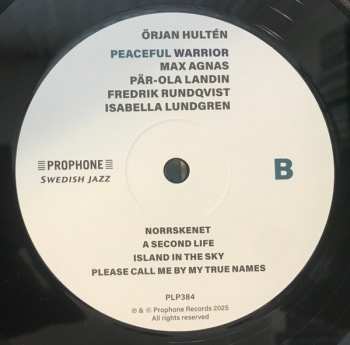 ÖRJAN HULTÉN
PEACEFUL WARRIOR
MAX AGNAS
PÄR-OLA LANDIN
FREDRIK RUNDQVIST
ISABELLA LUNDGREN
PROPHONE
SWEDISH JAZZ
B
NORRSKENET
A SECOND LIFE
ISLAND IN THE SKY
PLEASE CALL ME BY MY TRUE NAMES
PLP384
℗ & © Prophone Records 2025
All rights reserved